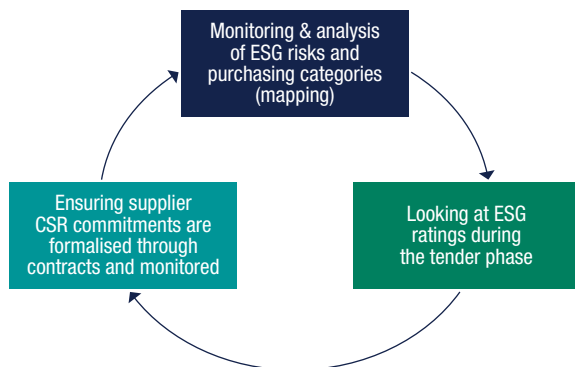 Monitoring & analysis
of ESG risks and
purchasing categories
(mapping)
Ensuring supplier
CSR commitments are
formalised through
contracts and monitored
Looking at ESG
ratings during
the tender phase